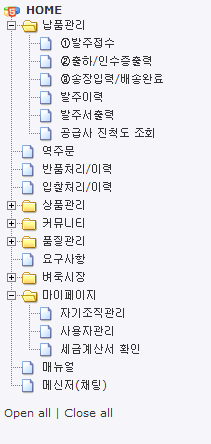 HOME
납품관리
①발주접수
②출하/인수증출력
③송장입력/배송완료
발주이력
발주서출력
공급사 진척도 조회
역주문
반품처리/이력
입찰처리/이력
상품관리
커뮤니티
품질관리
요구사항
벼룩시장
마이페이지
자기조직관리
사용자관리
세금계산서 확인
매뉴얼
메신저(채팅)
Open all | Close all